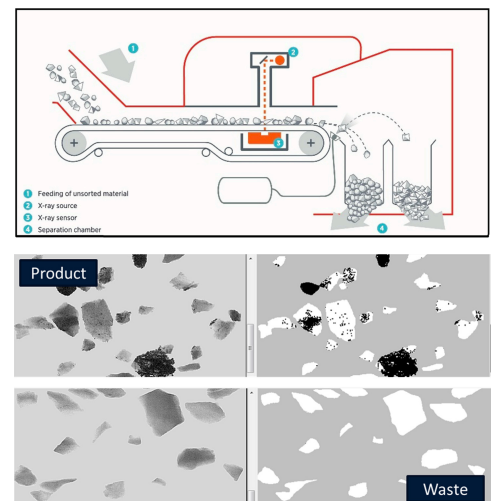 1
2
3
1 Feeding of unsorted material
2 X-ray source
3 X-ray sensor
4 Separation chamber
4
Product
Waste